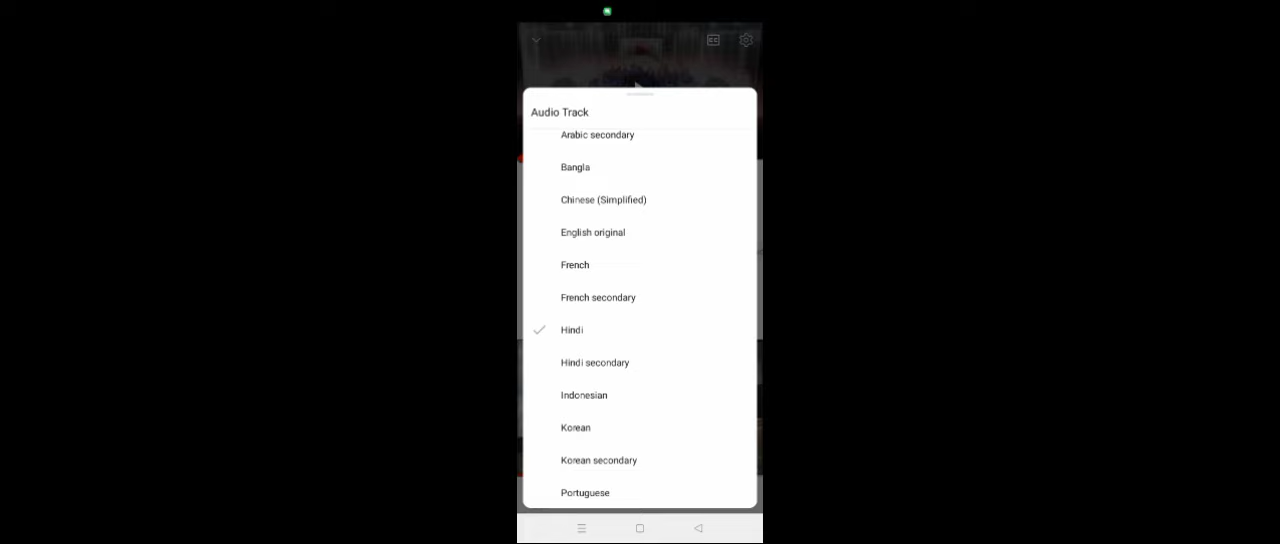 Audio Track
Arabic secondary
Bangla
Chinese (Simplified)
English original
French
French secondary
Hindi
Hindi secondary
Indonesian
Korean
Korean secondary
Portuguese